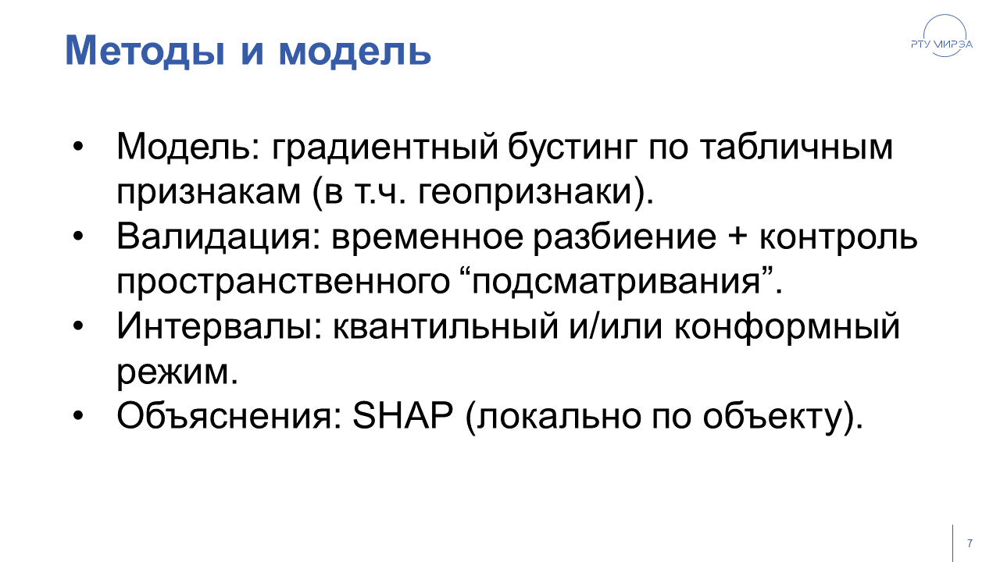 Методы и модель
РТУ МИРЭА
• Модель: градиентный бустинг по табличным
признакам (в т.ч. геопризнаки).
• Валидация: временное разбиение + контроль
пространственного “подсматривания”.
• Интервалы: квантильный и/или конформный
режим.
• Объяснения: SHAP (локально по объекту).
7